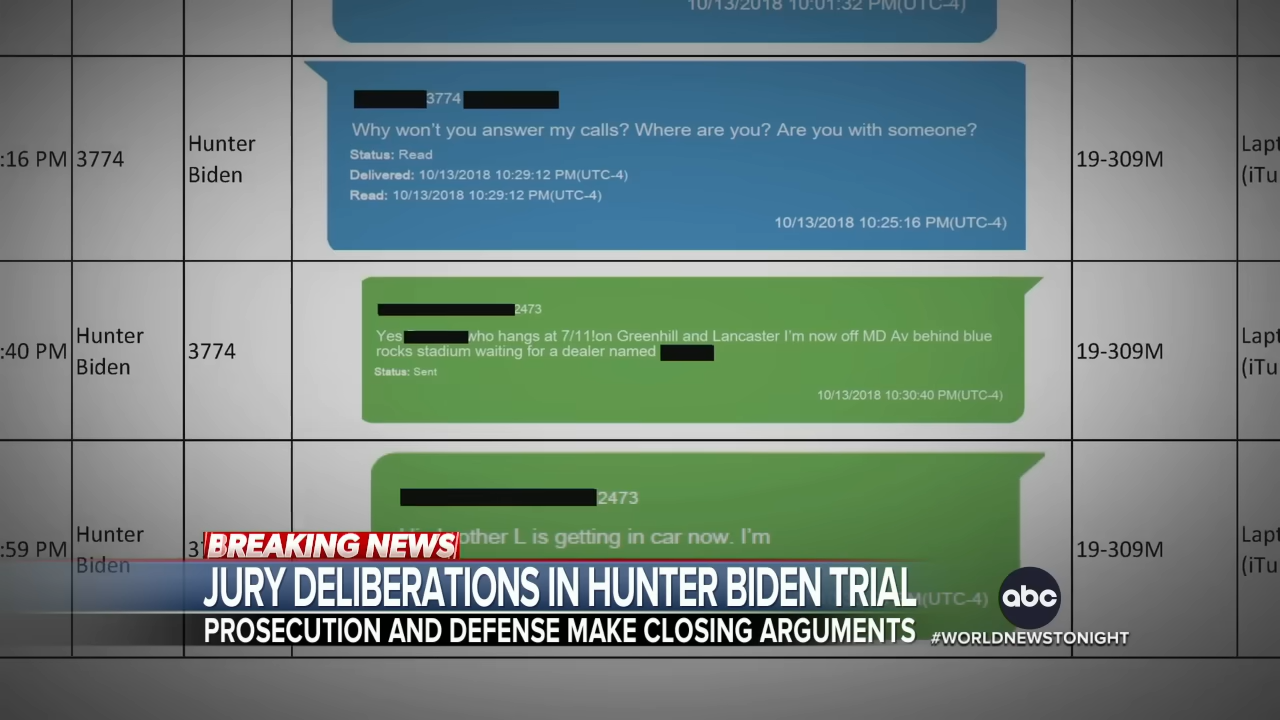 10/13/2018 10:01:32 PM(UTC-4)
:16 PM
3774
Hunter
Biden
3774
Why won't you answer my calls? Where are you? Are you with someone?
Status: Read
Delivered: 10/13/2018 10:29:12 PM(UTC-4)
Read: 10/13/2018 10:29:12 PM(UTC-4)
10/13/2018 10:25:16 PM(UTC-4)
19-309M
Lapt
(iTu
:40 PM
Hunter
Biden
3774
2473
Yes who hangs at 7/11!on Greenhill and Lancaster I'm now off MD Av behind blue
rocks stadium waiting for a dealer named
Status: Sent
10/13/2018 10:30:40 PM(UTC-4)
19-309M
Lapt
(iTu
:59 PM
Hunter
Biden
37
2473
other L is getting in car now. I'm
(UTC-4)
19-309M
Lapt
(iTu
BREAKING NEWS
JURY DELIBERATIONS IN HUNTER BIDEN TRIAL
PROSECUTION AND DEFENSE MAKE CLOSING ARGUMENTS
abc
#WORLDNEWSTONIGHT